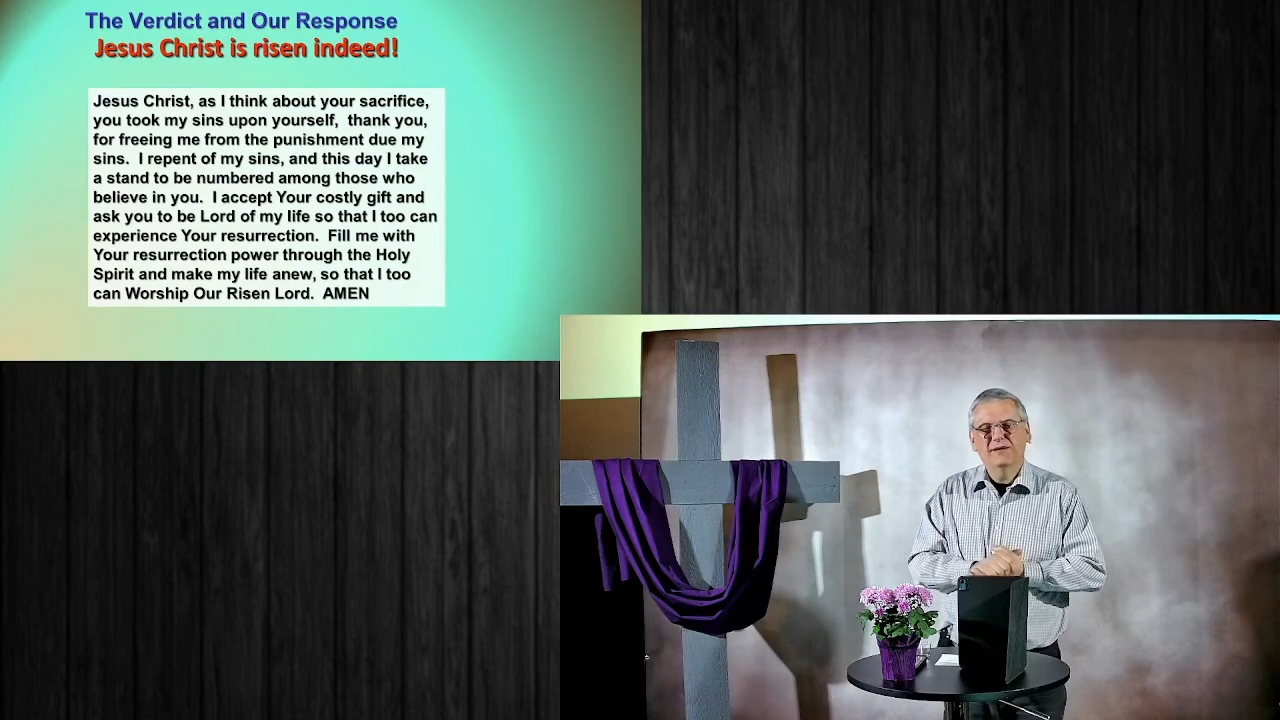 The Verdict and Our Response
Jesus Christ is risen indeed!
Jesus Christ, as I think about your sacrifice,
you took my sins upon yourself,  thank you,
for freeing me from the punishment due my
sins.  I repent of my sins, and this day I take
a stand to be numbered among those who
believe in you.  I accept Your costly gift and
ask you to be Lord of my life so that I too can
experience Your resurrection.  Fill me with
Your resurrection power through the Holy
Spirit and make my life anew, so that I too
can Worship Our Risen Lord.  AMEN